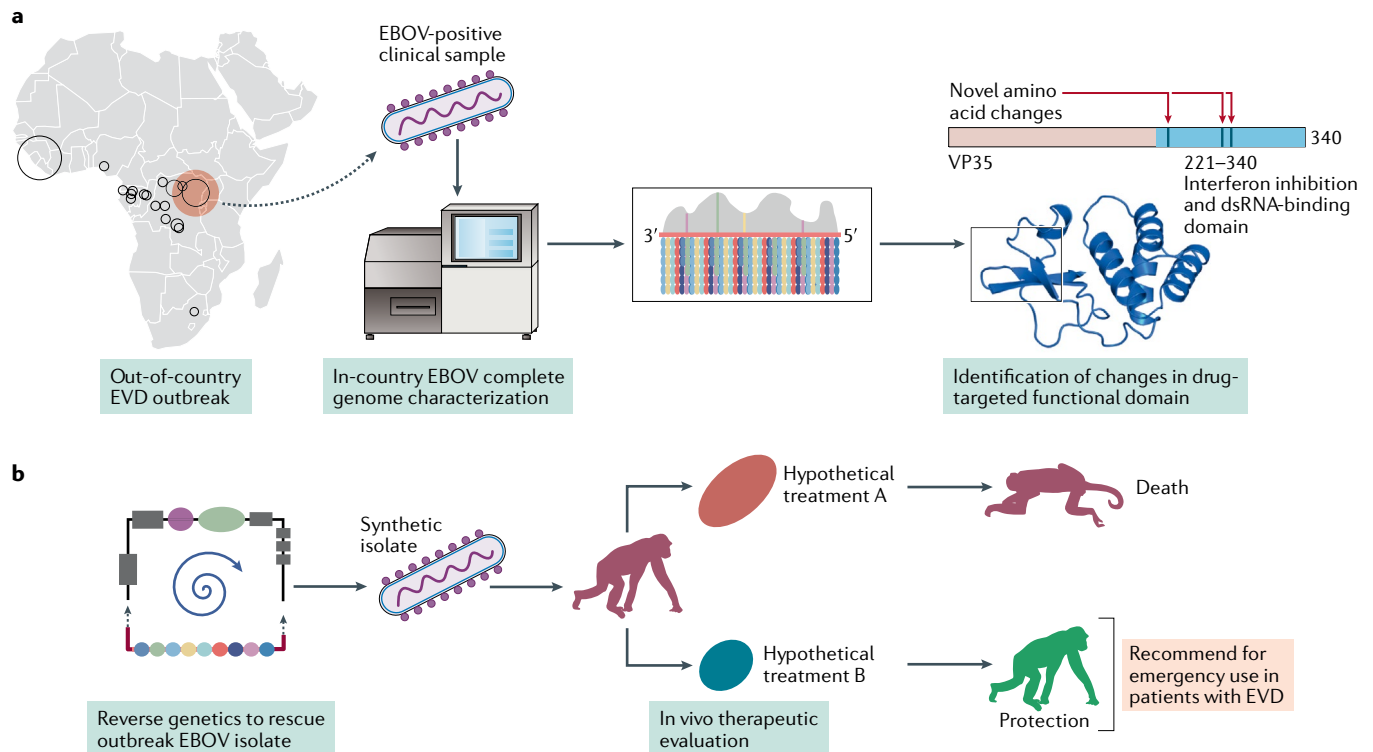 a
EBOV-positive
clinical sample
Novel amino
acid changes
340
VP35
221–340
Interferon inhibition
and dsRNA-binding
domain
3′
5′
Out-of-country
EVD outbreak
In-country EBOV complete
genome characterization
Identification of changes in drug-
targeted functional domain
b
Synthetic
isolate
Hypothetical
treatment A
Death
Hypothetical
treatment B
Protection
Recommend for
emergency use in
patients with EVD
Reverse genetics to rescue
outbreak EBOV isolate
In vivo therapeutic
evaluation